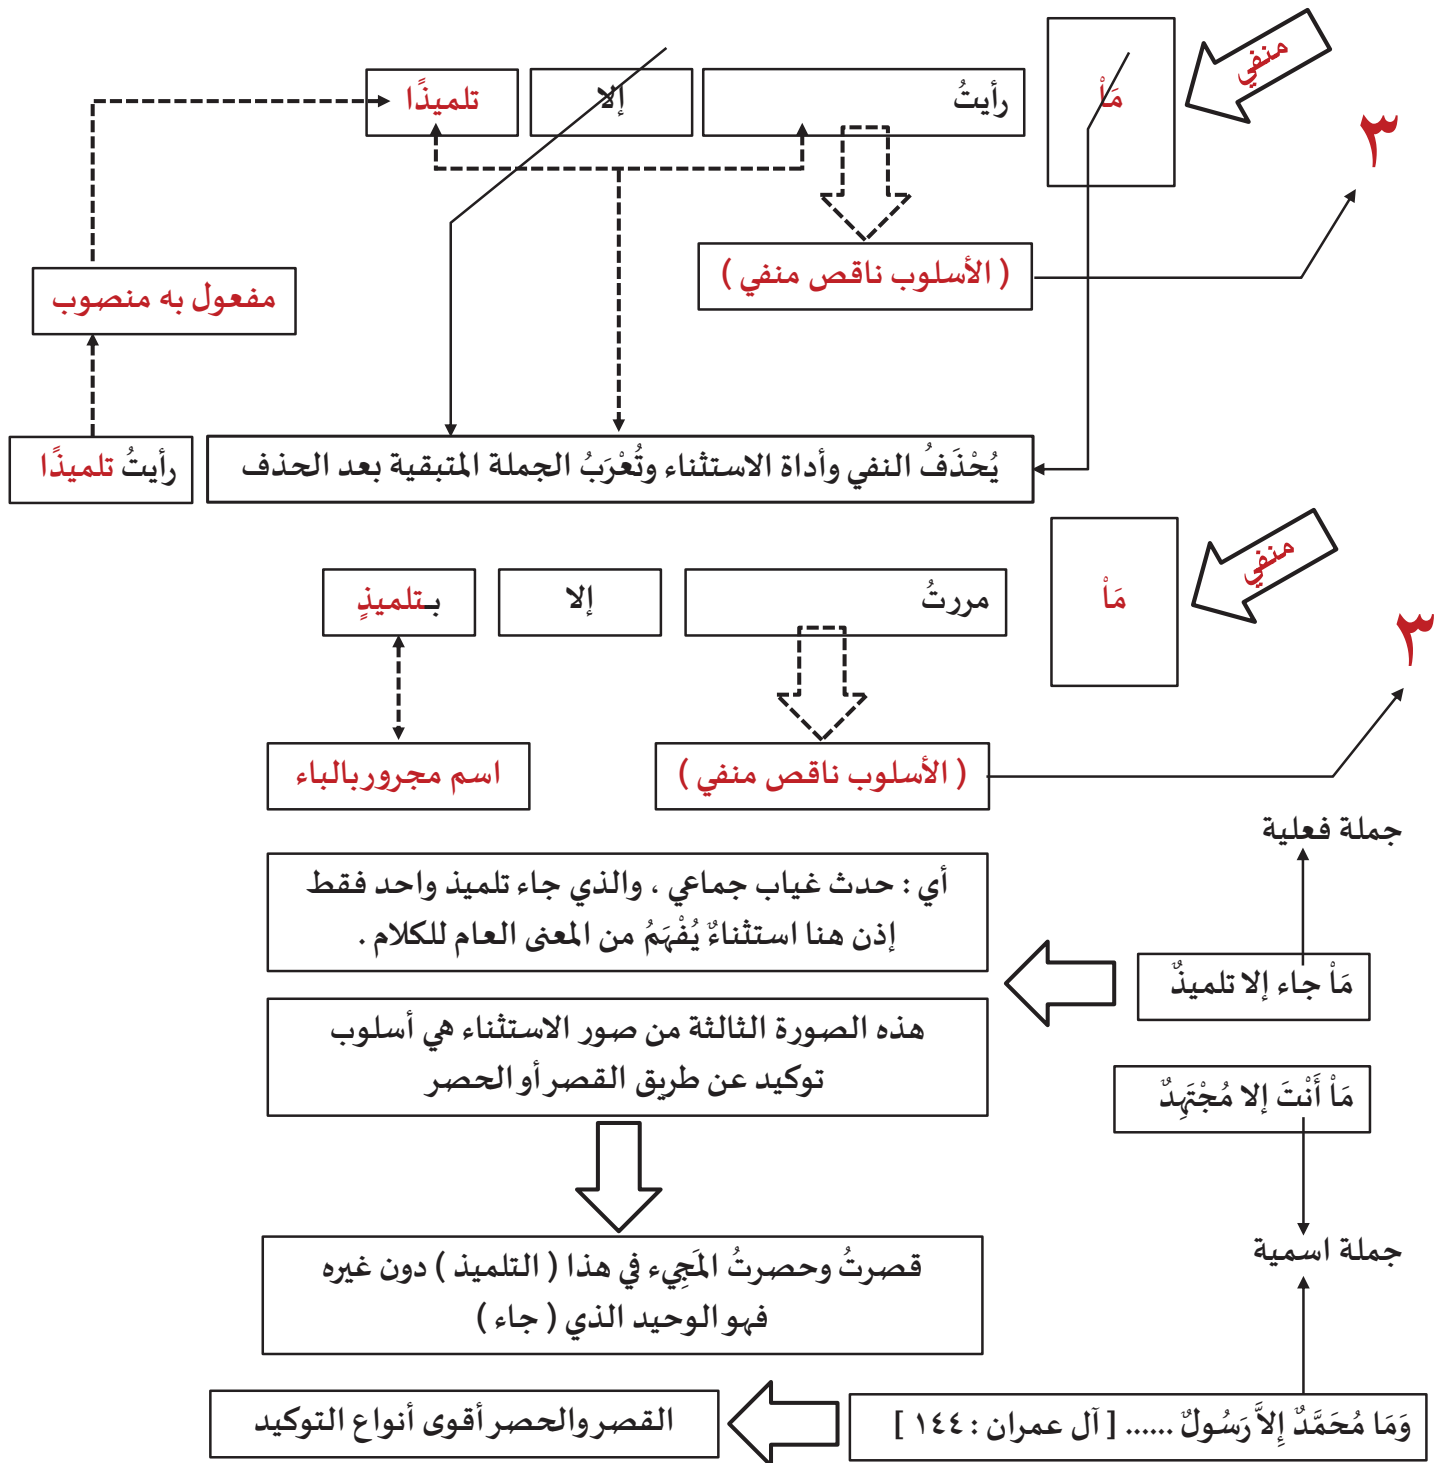 منفي
مَاْ
رأيتُ
إلا
تلميذًا
٣
( الأسلوب ناقص منفي )
مفعول به منصوب
يُحْذَفُ النفي وأداة الاستثناء وتُعْرَبُ الجملة المتبقية بعد الحذف
رأيتُ تلميذًا
منفي
مَاْ
مررتُ
إلا
بـتلميذٍ
٣
( الأسلوب ناقص منفي )
اسم مجرور بالباء
جملة فعلية
أي : حدث غياب جماعي ، والذي جاء تلميذ واحد فقط
إذن هنا استثناءٌ يُفْهَمُ من المعنى العام للكلام .
مَاْ جاء إلا تلميذٌ
هذه الصورة الثالثة من صور الاستثناء هي أسلوب
توكيد عن طريق القصر أو الحصر
مَاْ أَنْتَ إلا مُجْتَهِدٌ
جملة اسمية
قصرتُ وحصرتُ المَجِيء في هذا ( التلميذ ) دون غيره
فهو الوحيد الذي ( جاء )
وَمَا مُحَمَّدٌ إِلاَّ رَسُولٌ ...... [ آل عمران : ١٤٤ ]
القصر والحصر أقوى أنواع التوكيد